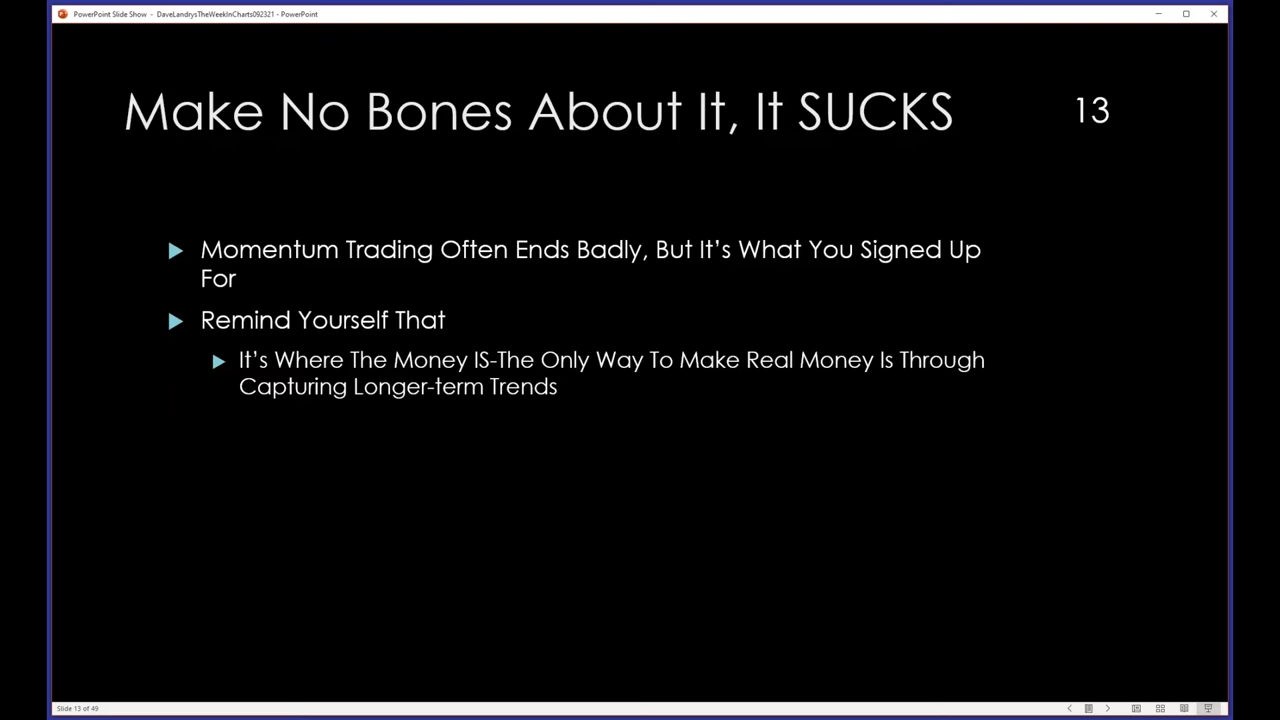 PowerPoint Slide Show - DaveLandrysTheWeekInCharts092321 - PowerPoint
Make No Bones About It, It SUCKS
13
Momentum Trading Often Ends Badly, But It's What You Signed Up
For
Remind Yourself That
It's Where The Money IS-The Only Way To Make Real Money Is Through
Capturing Longer-term Trends
Slide 13 of 49